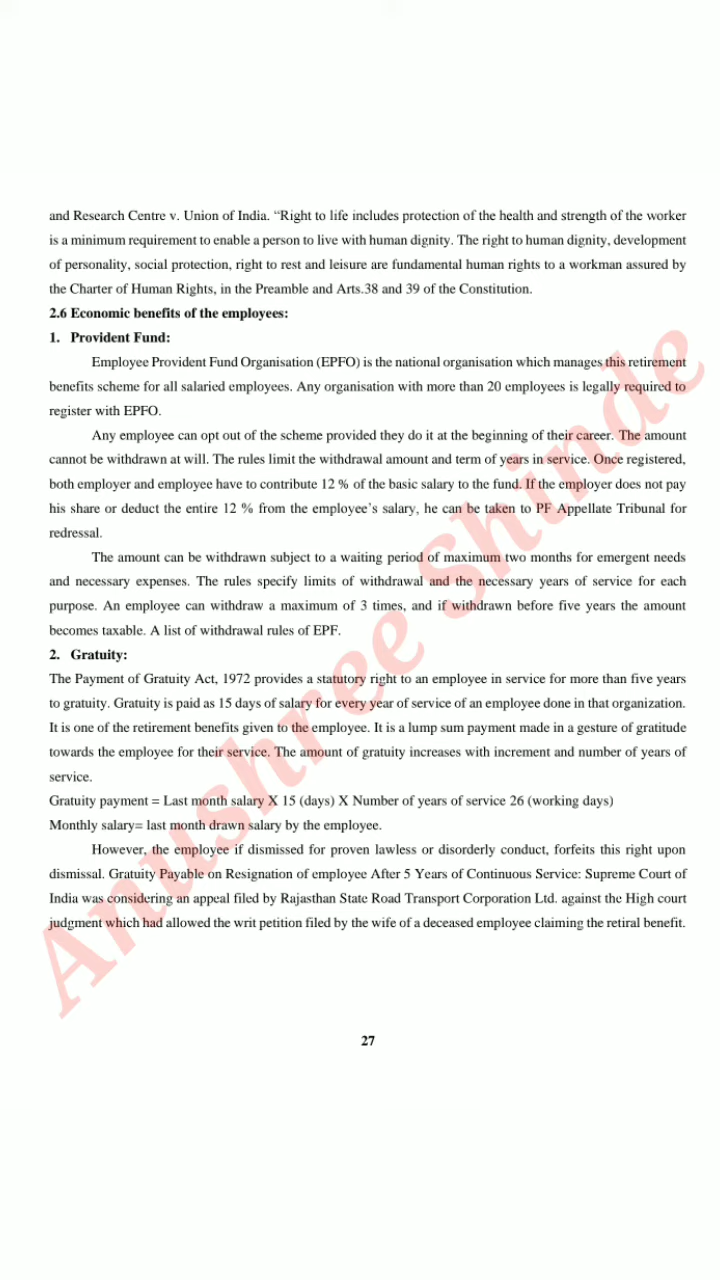 and Research Centre v. Union of India. “Right to life includes protection of the health and strength of the worker
is a minimum requirement to enable a person to live with human dignity. The right to human dignity, development
of personality, social protection, right to rest and leisure are fundamental human rights to a workman assured by
the Charter of Human Rights, in the Preamble and Arts.38 and 39 of the Constitution.
2.6 Economic benefits of the employees:
1. Provident Fund:
Employee Provident Fund Organisation (EPFO) is the national organisation which manages this retirement
benefits scheme for all salaried employees. Any organisation with more than 20 employees is legally required to
register with EPFO.
Any employee can opt out of the scheme provided they do it at the beginning of their career. The amount
cannot be withdrawn at will. The rules limit the withdrawal amount and term of years in service. Once registered,
both employer and employee have to contribute 12 % of the basic salary to the fund. If the employer does not pay
his share or deduct the entire 12 % from the employee’s salary, he can be taken to PF Appellate Tribunal for
redressal.
The amount can be withdrawn subject to a waiting period of maximum two months for emergent needs
and necessary expenses. The rules specify limits of withdrawal and the necessary years of service for each
purpose. An employee can withdraw a maximum of 3 times, and if withdrawn before five years the amount
becomes taxable. A list of withdrawal rules of EPF.
2. Gratuity:
The Payment of Gratuity Act, 1972 provides a statutory right to an employee in service for more than five years
to gratuity. Gratuity is paid as 15 days of salary for every year of service of an employee done in that organization.
It is one of the retirement benefits given to the employee. It is a lump sum payment made in a gesture of gratitude
towards the employee for their service. The amount of gratuity increases with increment and number of years of
service.
Gratuity payment = Last month salary X 15 (days) X Number of years of service 26 (working days)
Monthly salary= last month drawn salary by the employee.
However, the employee if dismissed for proven lawless or disorderly conduct, forfeits this right upon
dismissal. Gratuity Payable on Resignation of employee After 5 Years of Continuous Service: Supreme Court of
India was considering an appeal filed by Rajasthan State Road Transport Corporation Ltd. against the High court
judgment which had allowed the writ petition filed by the wife of a deceased employee claiming the retiral benefit.
27
Anushree Shinde